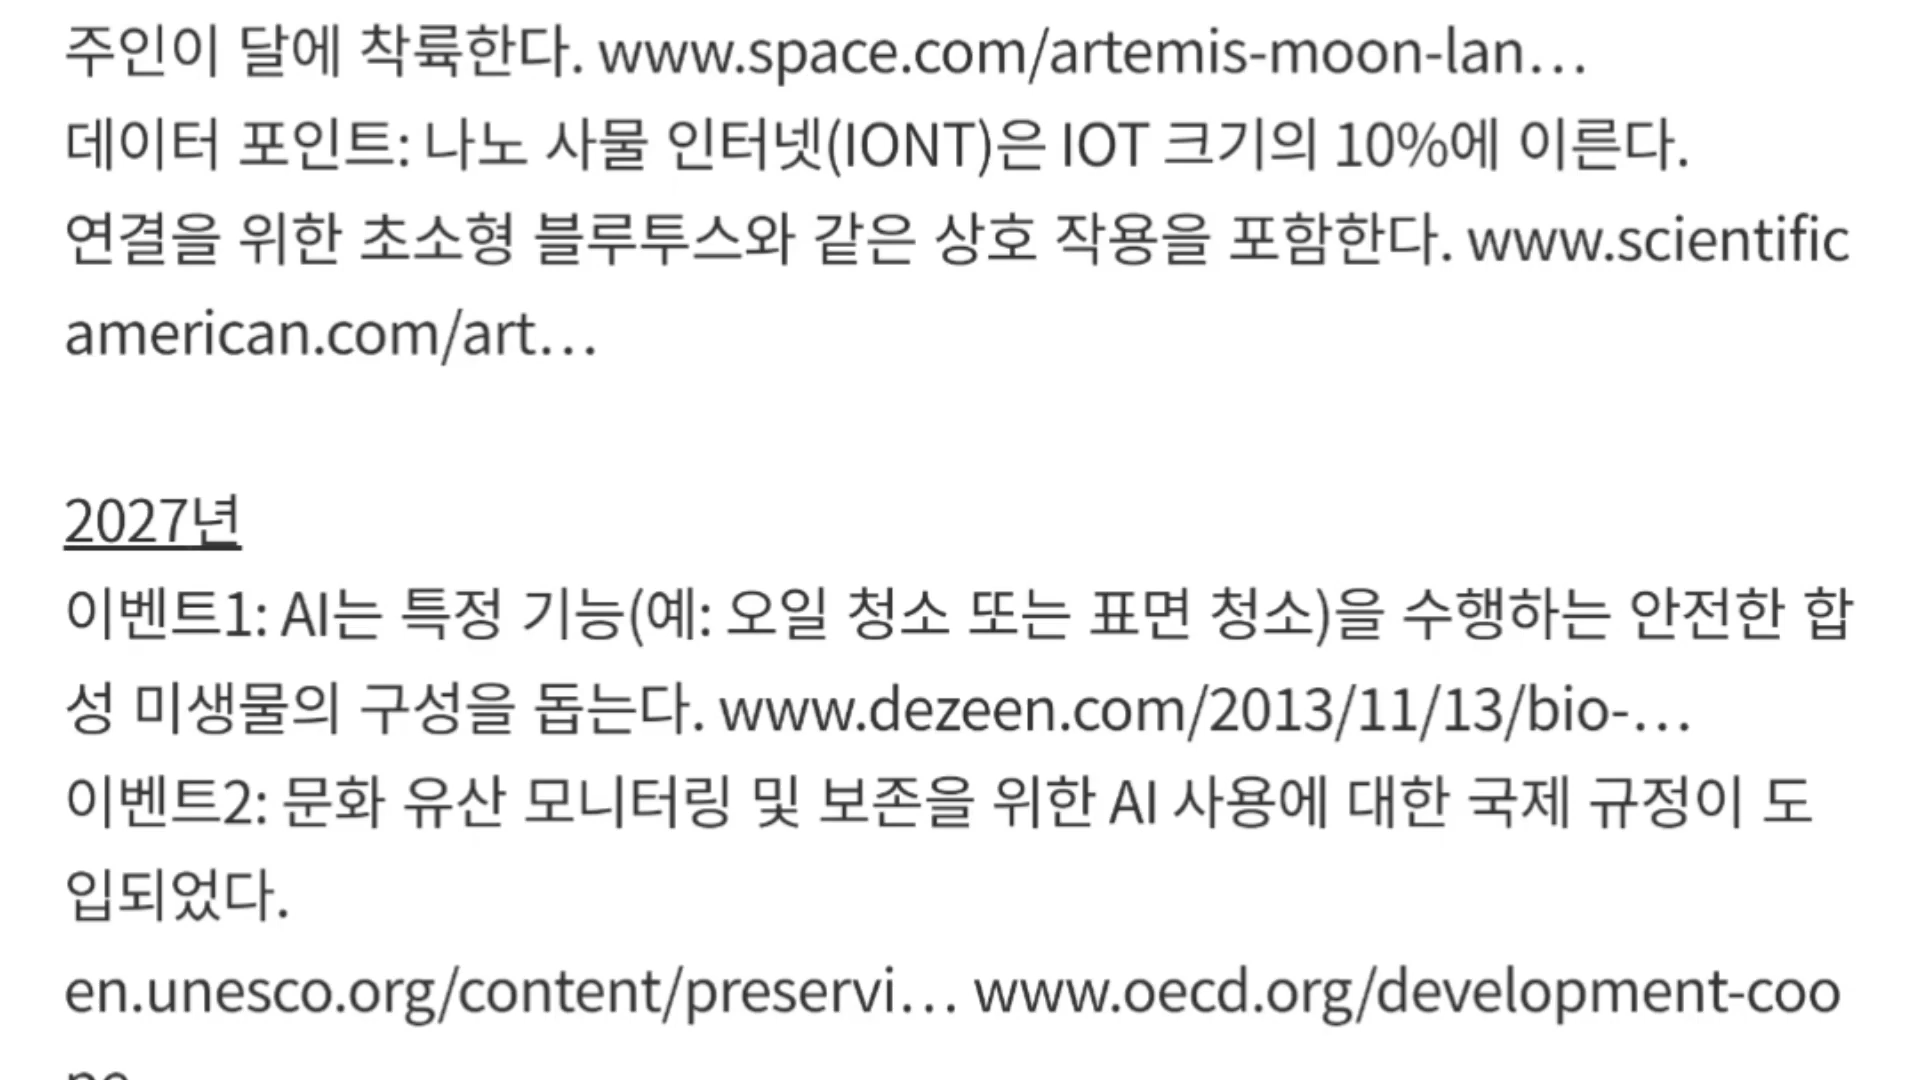 주인이 달에 착륙한다. www.space.com/artemis-moon-lan…
데이터 포인트: 나노 사물 인터넷(IONT)은 IOT 크기의 10%에 이른다.
연결을 위한 초소형 블루투스와 같은 상호 작용을 포함한다. www.scientific
american.com/art…
2027년
이벤트1: AI는 특정 기능(예: 오일 청소 또는 표면 청소)을 수행하는 안전한 합
성 미생물의 구성을 돕는다. www.dezeen.com/2013/11/13/bio-…
이벤트2: 문화 유산 모니터링 및 보존을 위한 AI 사용에 대한 국제 규정이 도
입되었다.
en.unesco.org/content/preservi… www.oecd.org/development-coo